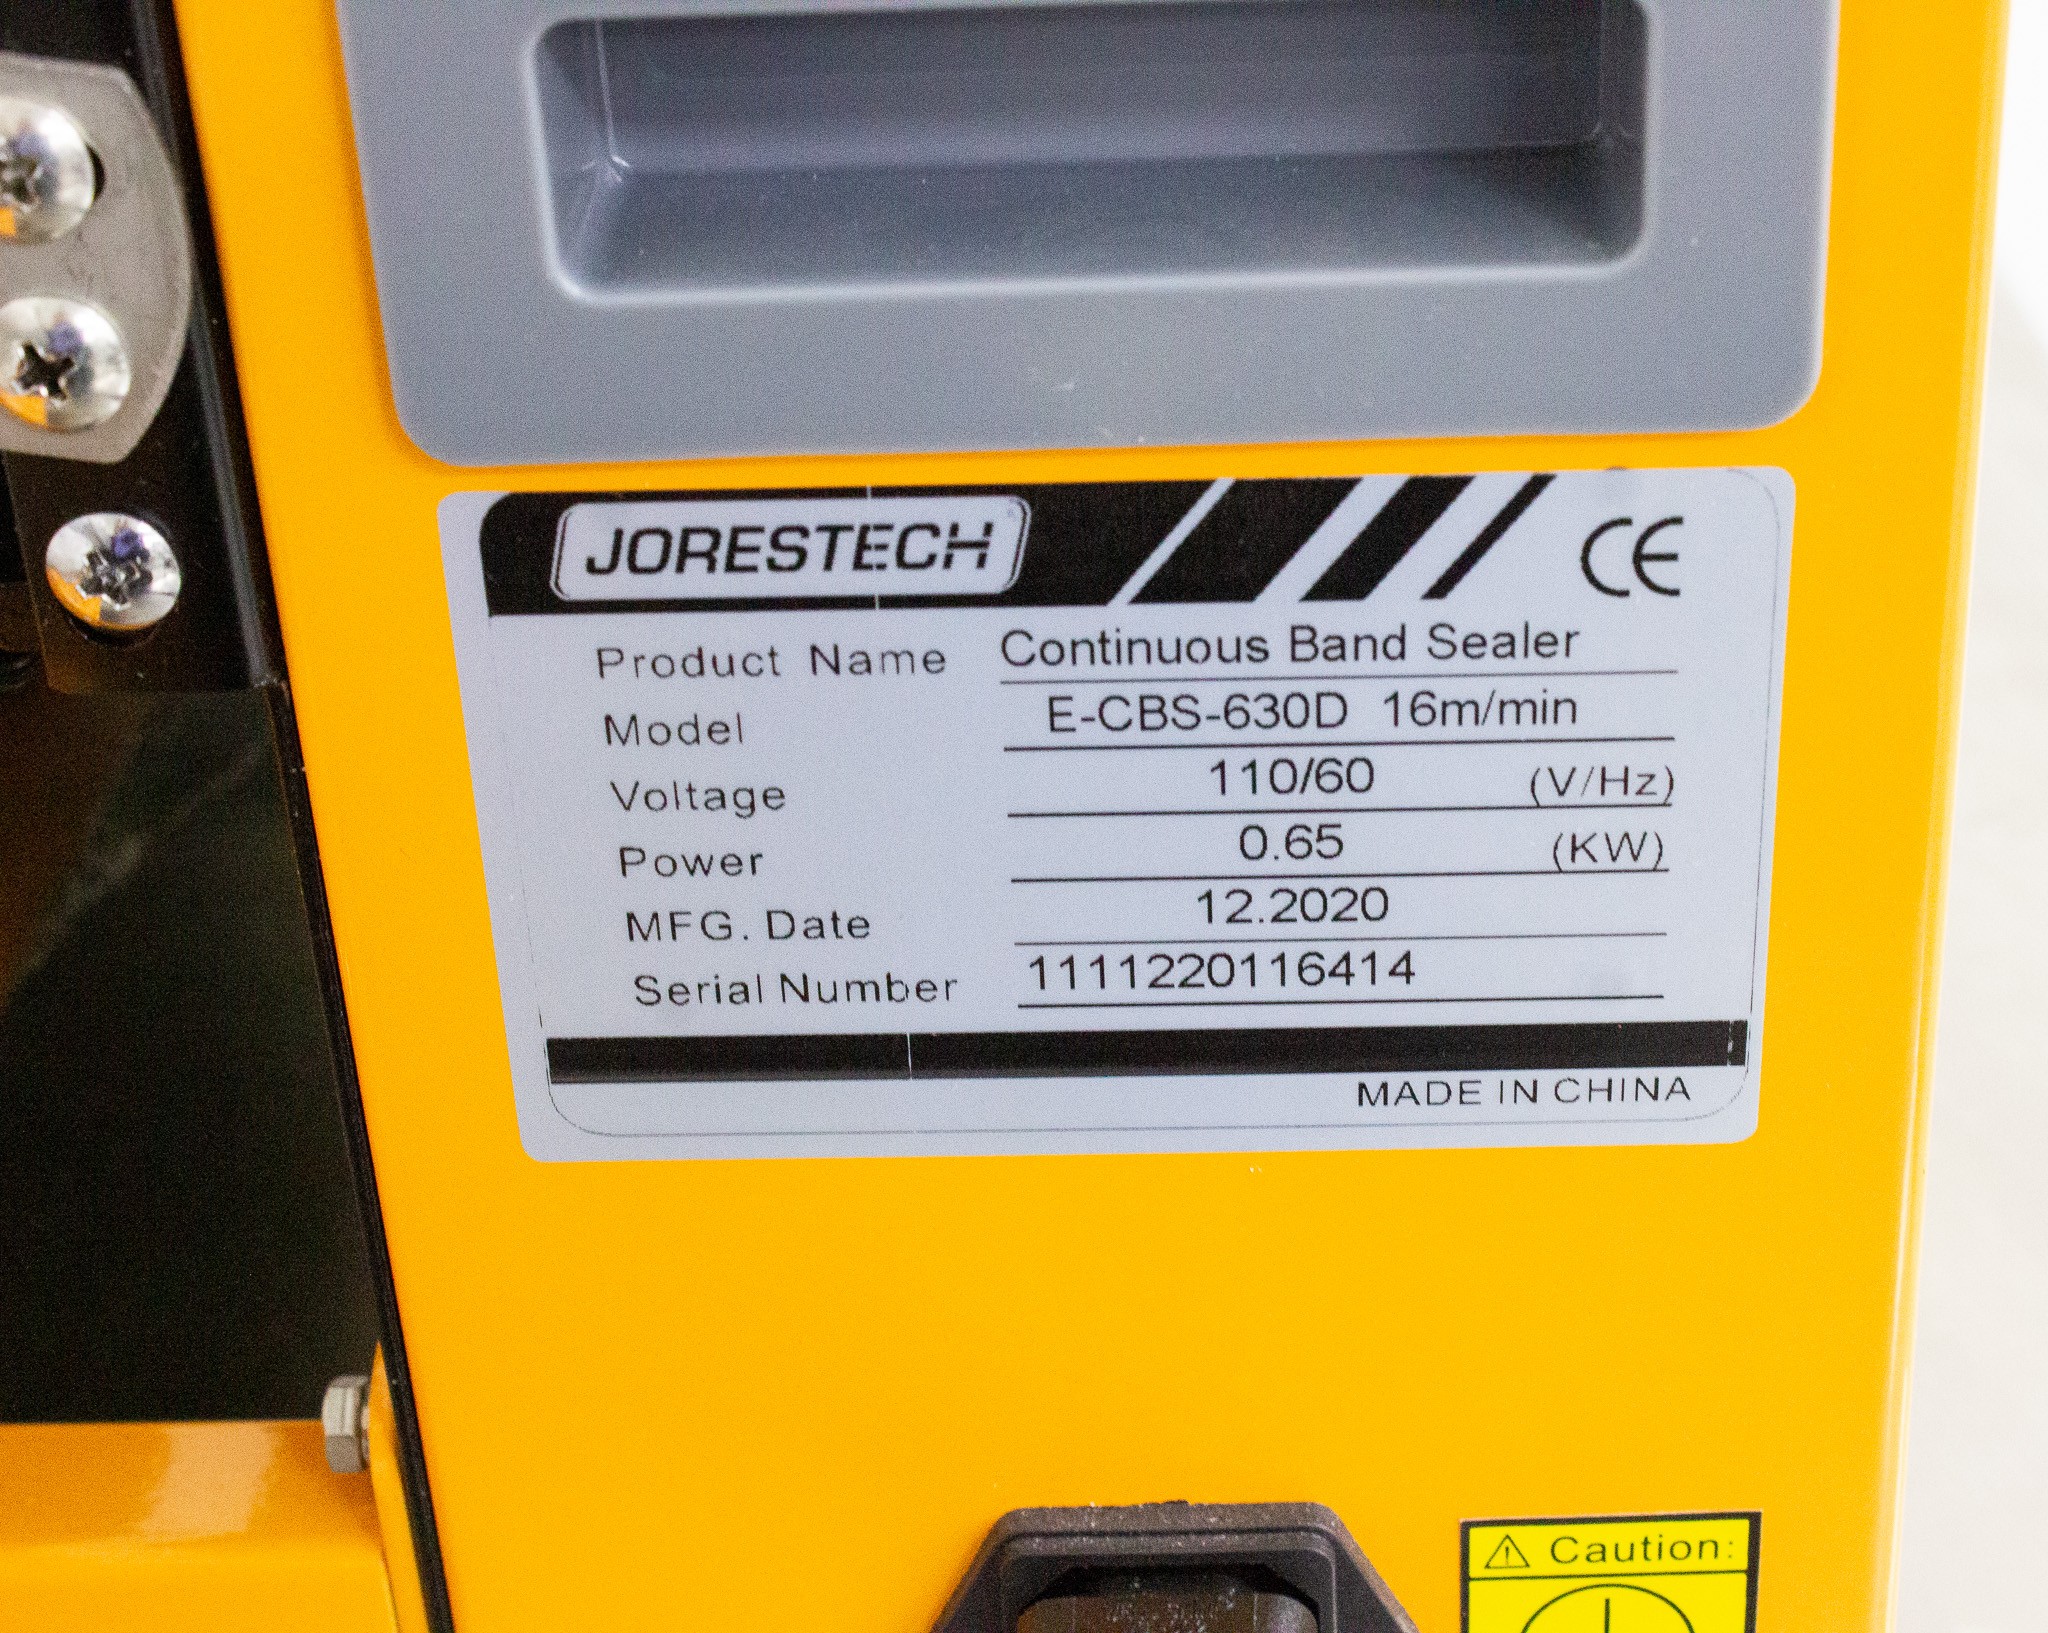 JORESTECH
CE
Product Name Continuous Band Sealer
Model E-CBS-630D 16m/min
Voltage 110/60 (V/Hz)
Power 0.65 (KW)
MFG. Date 12.2020
Serial Number 1111220116414
MADE IN CHINA
Caution: